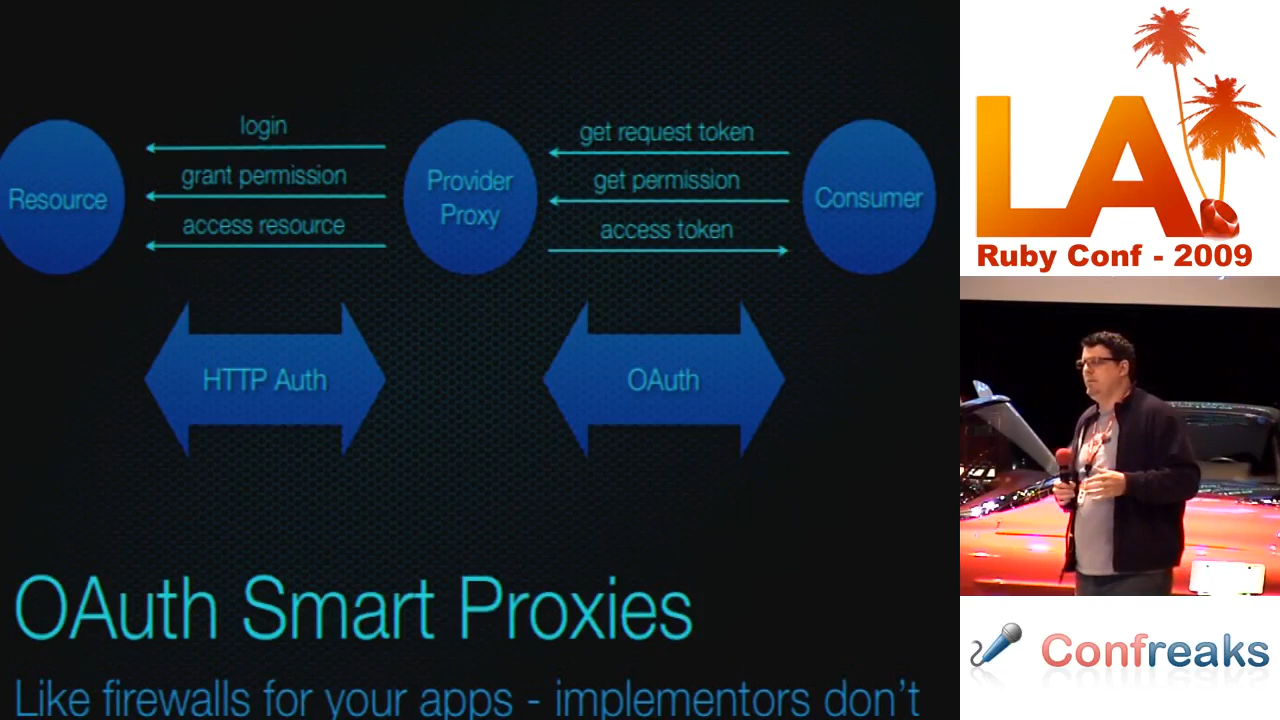 login
grant permission
access resource
Resource
Provider
Proxy
get request token
get permission
access token
Consumer
HTTP Auth
OAuth
OAuth Smart Proxies
Like firewalls for your apps - implementors don't
LA
Ruby Conf - 2009
Confreaks